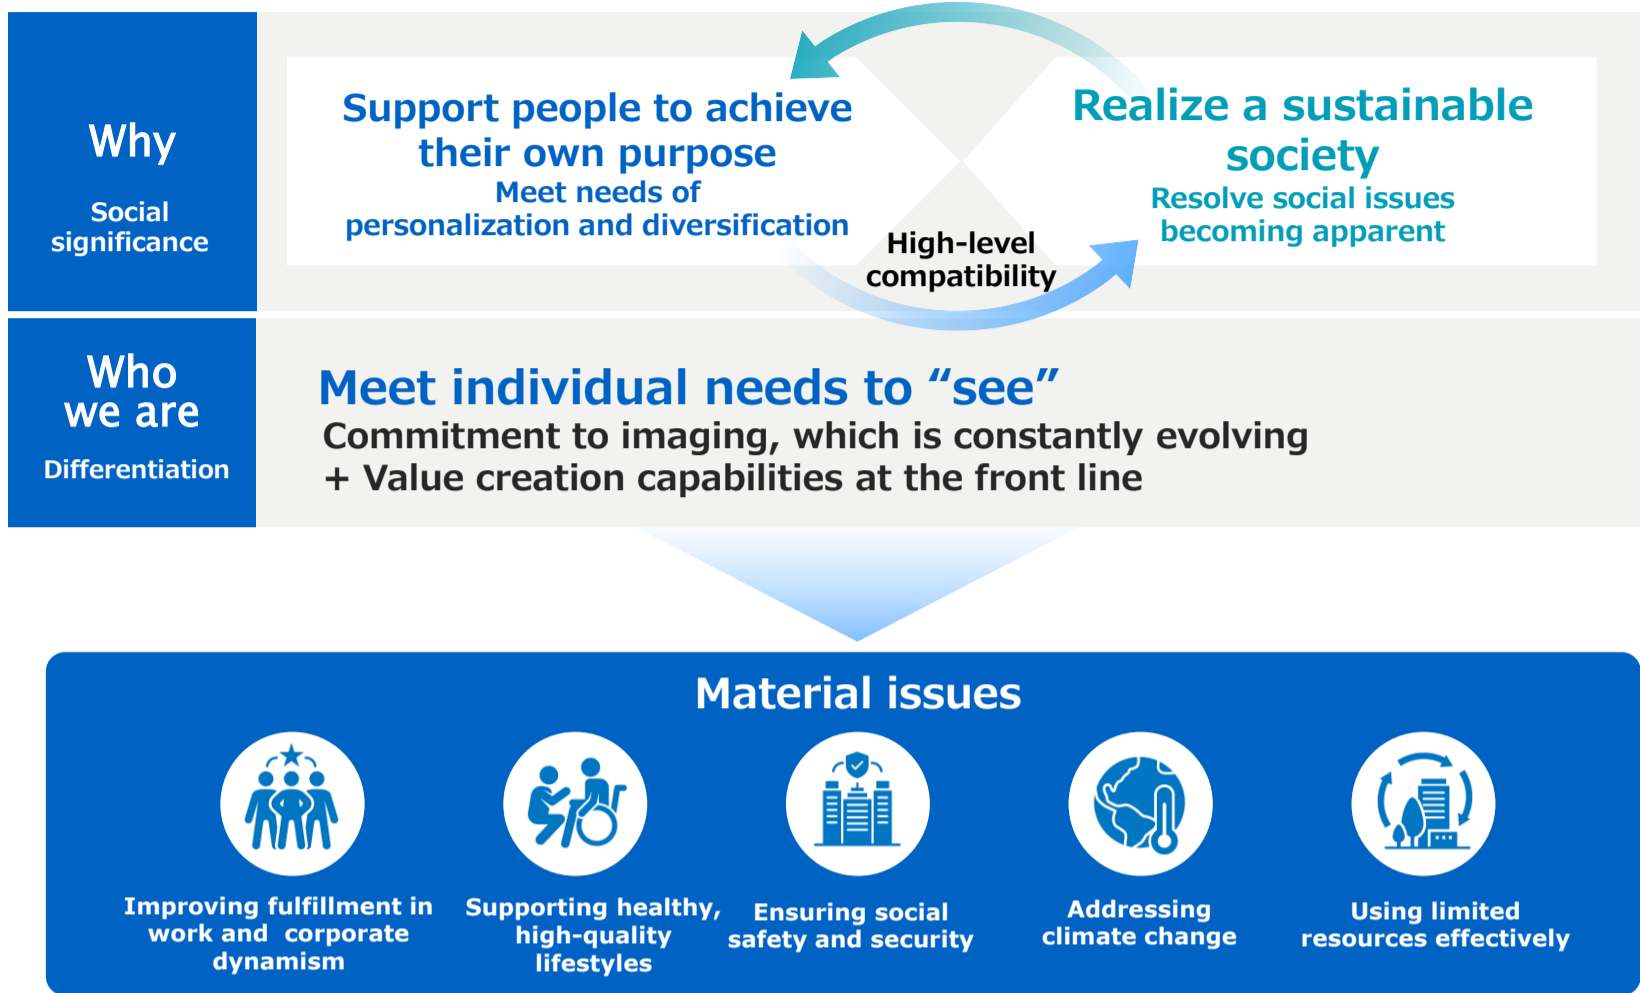 Why
Social
significance
Support people to achieve
their own purpose
Meet needs of
personalization and diversification
High-level
compatibility
Realize a sustainable
society
Resolve social issues
becoming apparent
Who
we are
Differentiation
Meet individual needs to “see”
Commitment to imaging, which is constantly evolving
+ Value creation capabilities at the front line
Material issues
Improving fulfillment in
work and  corporate
dynamism
Supporting healthy,
high-quality
lifestyles
Ensuring social
safety and security
Addressing
climate change
Using limited
resources effectively